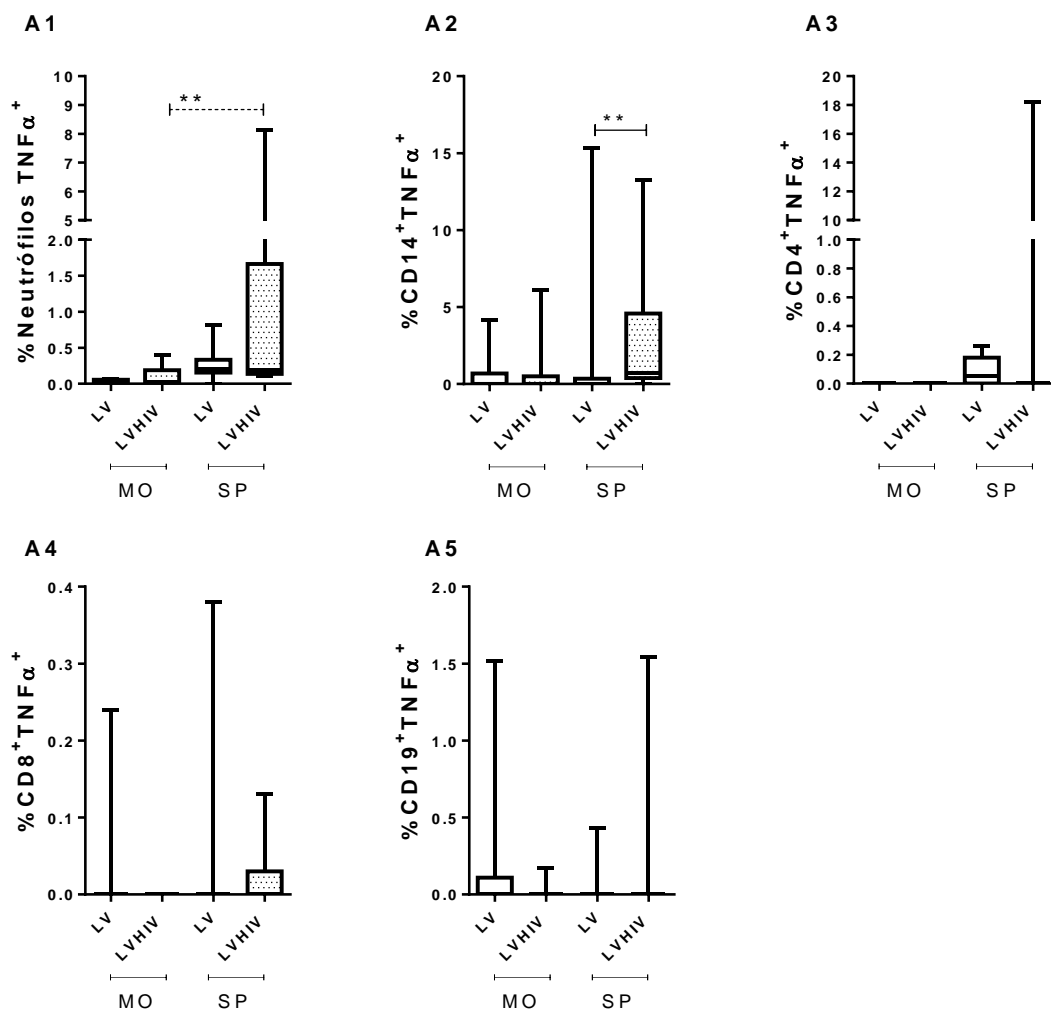 A1
A2
A3
%Neutrófilos TNFα+
10
9
8
7
6
5
2.0
1.5
1.0
0.5
0.0
**
LV
LVHIV
LV
LVHIV
MO
SP
%CD14+TNFα+
20
15
10
5
0
**
LV
LVHIV
LV
LVHIV
MO
SP
%CD4+TNFα+
20
18
16
14
12
10
1.0
0.8
0.6
0.4
0.2
0.0
LV
LVHIV
LV
LVHIV
MO
SP
A4
A5
%CD8+TNFα+
0.4
0.3
0.2
0.1
0.0
LV
LVHIV
LV
LVHIV
MO
SP
%CD19+TNFα+
2.0
1.5
1.0
0.5
0.0
LV
LVHIV
LV
LVHIV
MO
SP